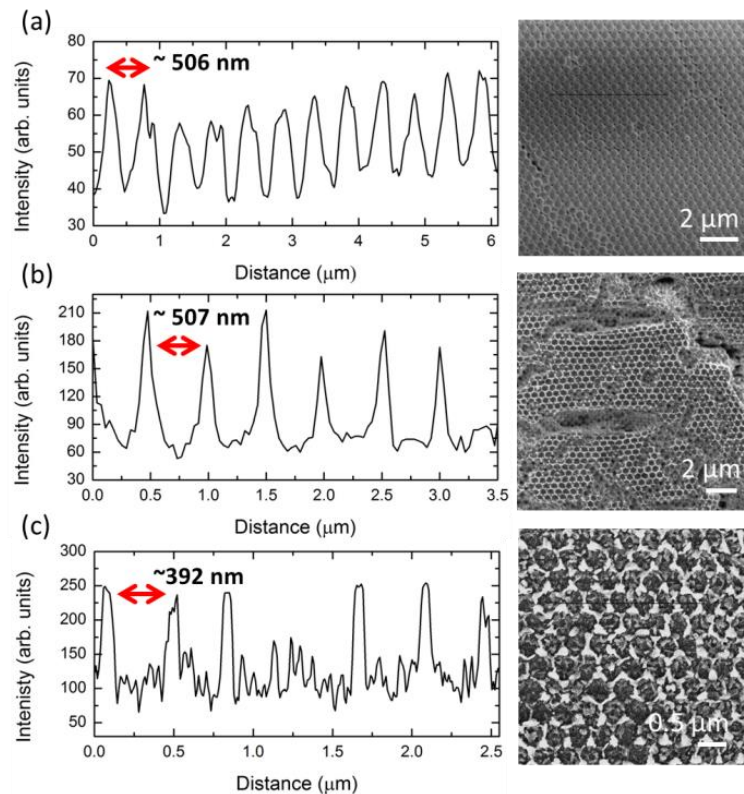 (a)
80
70
60
50
40
30
Intensity (arb. units)
~ 506 nm
0 1 2 3 4 5 6
Distance (μm)
2 μm
(b)
210
180
150
120
90
60
30
Intensity (arb. units)
~ 507 nm
0.0 0.5 1.0 1.5 2.0 2.5 3.0 3.5
Distance (μm)
2 μm
(c)
300
250
200
150
100
50
Intenisty (arb. units)
~392 nm
0.0 0.5 1.0 1.5 2.0 2.5
Distance (μm)
0.5 μm